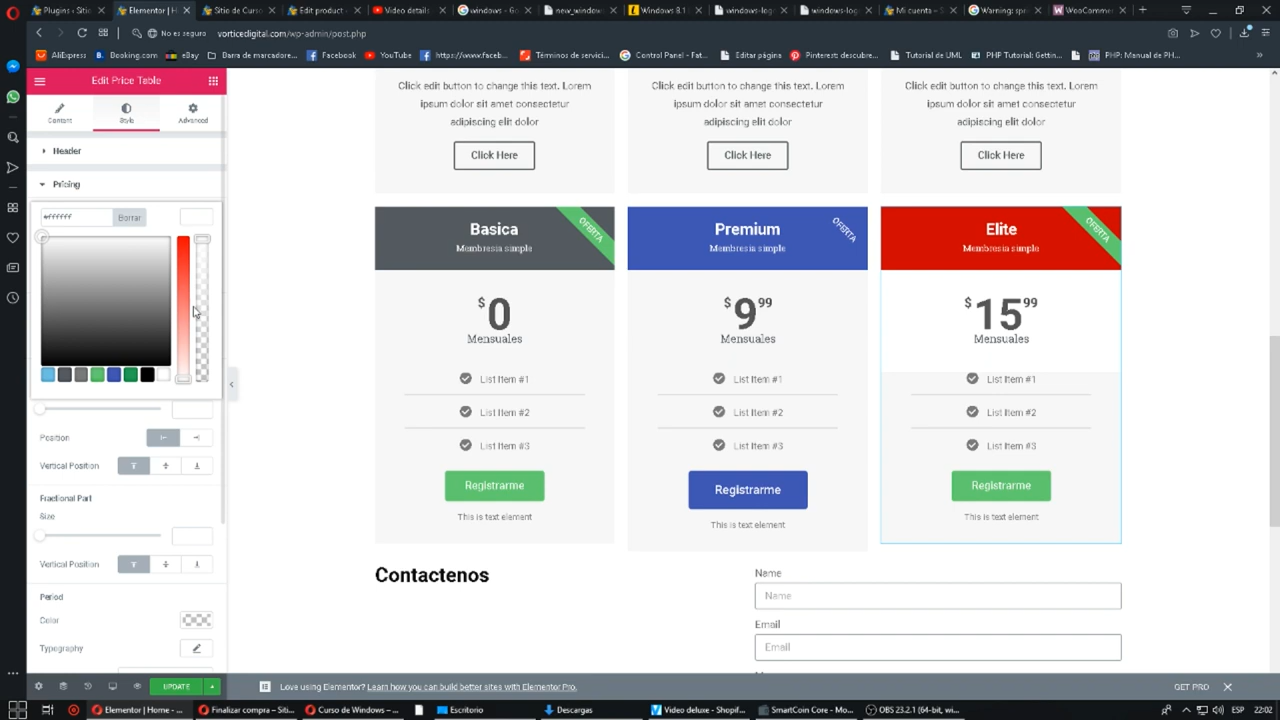 Plugins ‹ Sitio
Elementor | H
Sitio de Curso
Edit product
Video details
windows - Go
new_window
Windows 8.1
windows-log
windows-log
Mi cuenta – S
Warning: spr
WooCommer
No es seguro
vorticedigital.com/wp-admin/post.php
AliExpress
Booking.com
eBay
Barra de marcadore...
Facebook
YouTube
https://www.faceb...
Términos de servici...
Control Panel - Fat...
Editar página
Pinterest: descubre...
Tutorial de UML
PHP Tutorial: Getting...
PHP: Manual de PH...
Edit Price Table
Content
Style
Advanced
Header
Pricing
#ffffff
Borrar
Position
Vertical Position
Fractional Part
Size
Vertical Position
Period
Color
Typography
UPDATE
Click edit button to change this text. Lorem
ipsum dolor sit amet consectetur
adipiscing elit dolor
Click Here
Click edit button to change this text. Lorem
ipsum dolor sit amet consectetur
adipiscing elit dolor
Click Here
Click edit button to change this text. Lorem
ipsum dolor sit amet consectetur
adipiscing elit dolor
Click Here
Basica
Membresia simple
OFERTA
$0
Mensuales
List Item #1
List Item #2
List Item #3
Registrarme
This is text element
Premium
Membresia simple
OFERTA
$9 99
Mensuales
List Item #1
List Item #2
List Item #3
Registrarme
This is text element
Elite
Membresia simple
OFERTA
$15 99
Mensuales
List Item #1
List Item #2
List Item #3
Registrarme
This is text element
Contactenos
Name
Name
Email
Email
Love using Elementor? Learn how you can build better sites with Elementor Pro.
GET PRO
Elementor | Home - ...
Finalizar compra – Siti...
Curso de Windows – ...
Escritorio
Descargas
Video deluxe - Shopif...
SmartCoin Core - Mo...
OBS 23.2.1 (64-bit, wi...
ESP
22:02